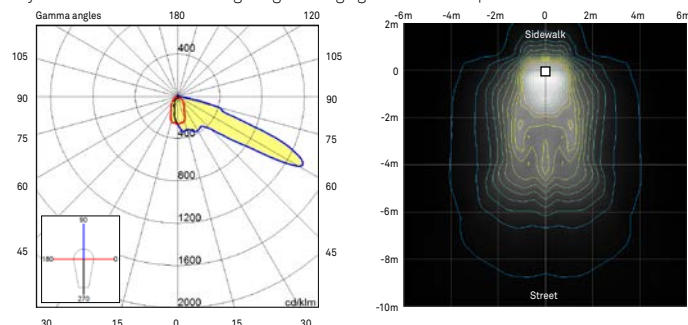 Gamma angles 180 120
400
105 105
90 90
400
75 75
800
60 60
1200
90
180 0
45 45
1600
270
2000 cd/klm
30 15 0 15 30
-6m -4m -2m 0 2m 4m 6m
2m
Sidewalk
0
-2m
-4m
-6m
-8m
Street
-10m